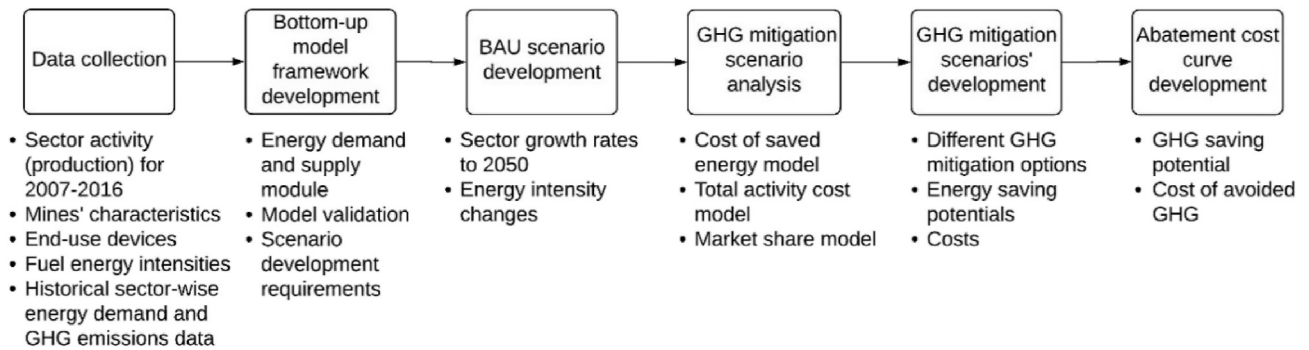 Data collection
Bottom-up
model
framework
development
BAU scenario
development
GHG mitigation
scenario
analysis
GHG mitigation
scenarios'
development
Abatement cost
curve
development
• Sector activity
(production) for
2007-2016
• Mines' characteristics
• End-use devices
• Fuel energy intensities
• Historical sector-wise
energy demand and
GHG emissions data
• Energy demand
and supply
module
• Model validation
• Scenario
development
requirements
• Sector growth rates
to 2050
• Energy intensity
changes
• Cost of saved
energy model
• Total activity cost
model
• Market share model
• Different GHG
mitigation options
• Energy saving
potentials
• Costs
• GHG saving
potential
• Cost of avoided
GHG